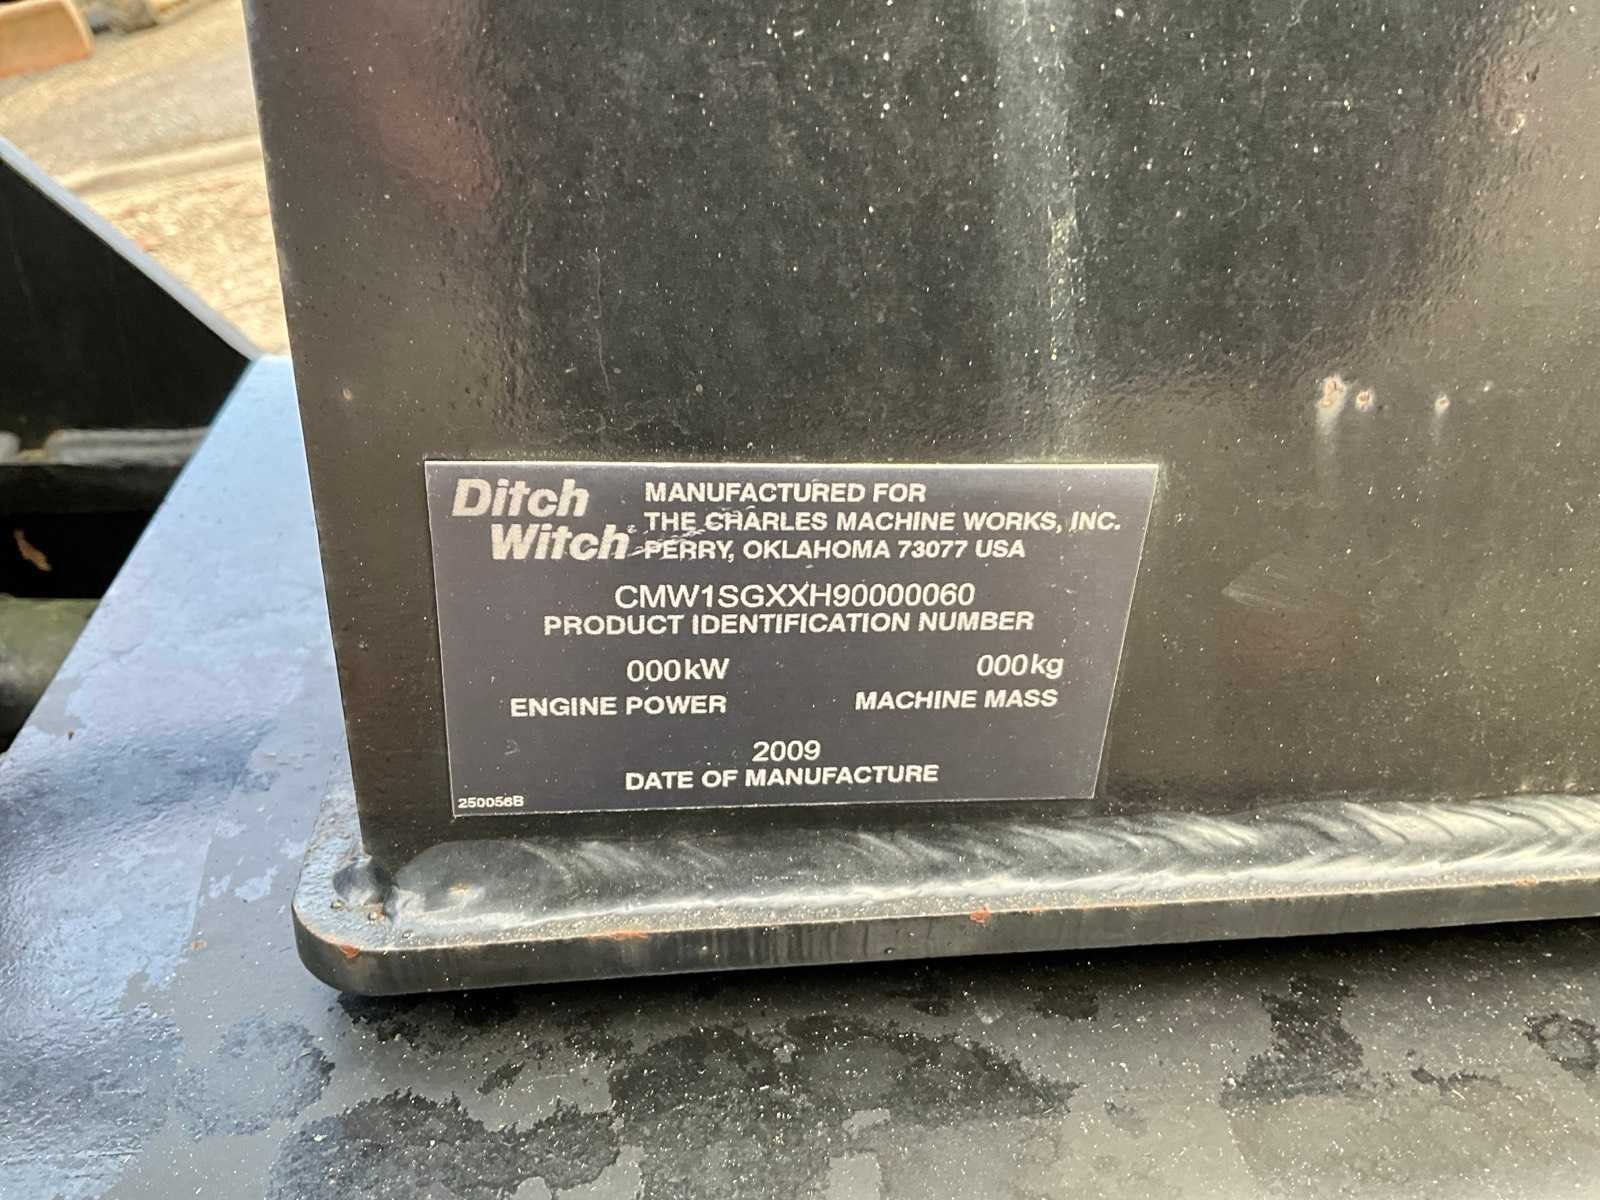 Ditch
Witch
MANUFACTURED FOR
THE CHARLES MACHINE WORKS, INC.
PERRY, OKLAHOMA 73077 USA
CMW1SGXXH90000060
PRODUCT IDENTIFICATION NUMBER
000kW
ENGINE POWER
000kg
MACHINE MASS
2009
DATE OF MANUFACTURE
250056B